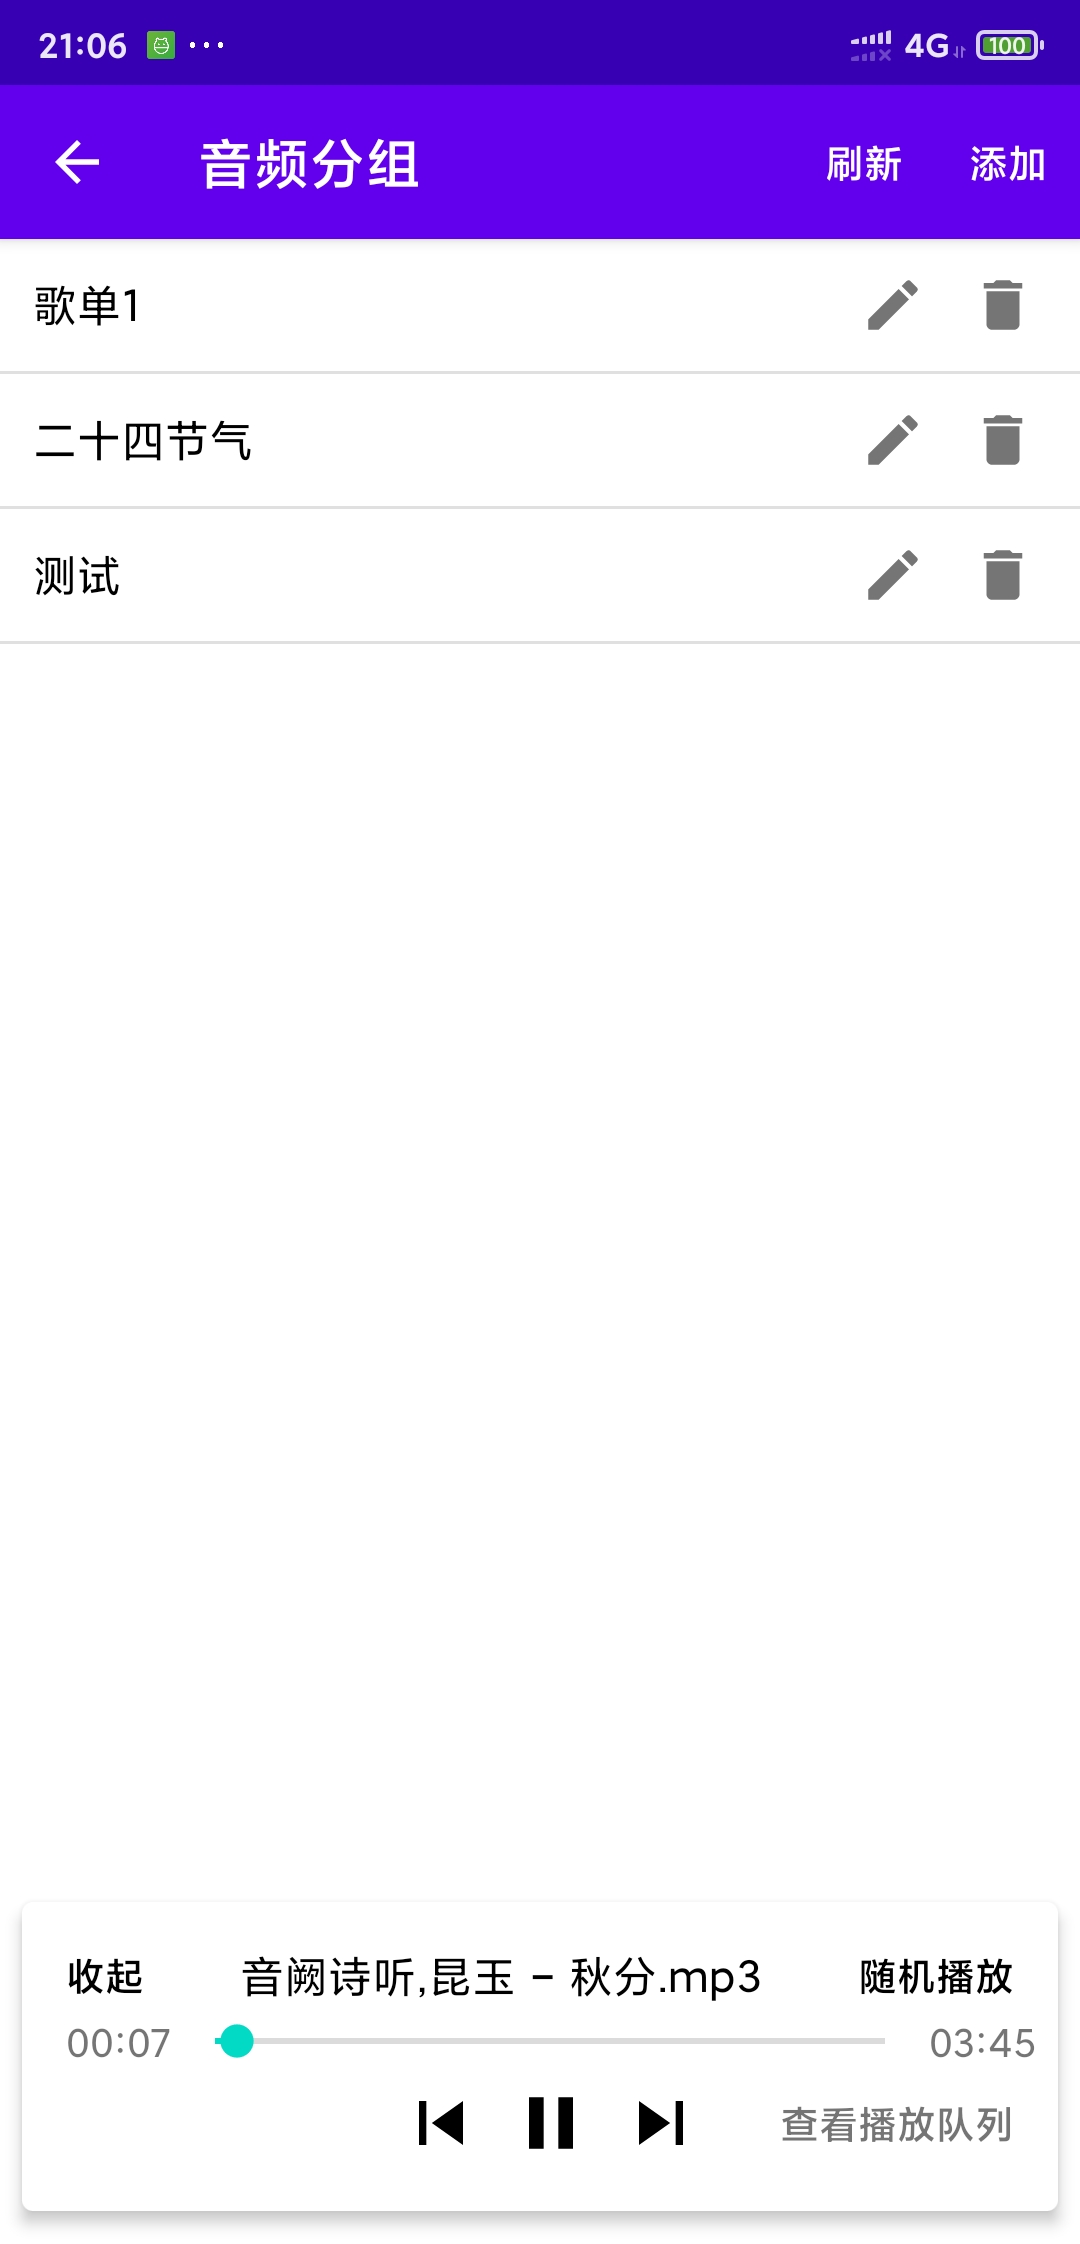 21:06 ... 4G 100
音频分组 刷新 添加
歌单1
二十四节气
测试
收起 音阙诗听,昆玉 - 秋分.mp3 随机播放
00:07 03:45
查看播放队列